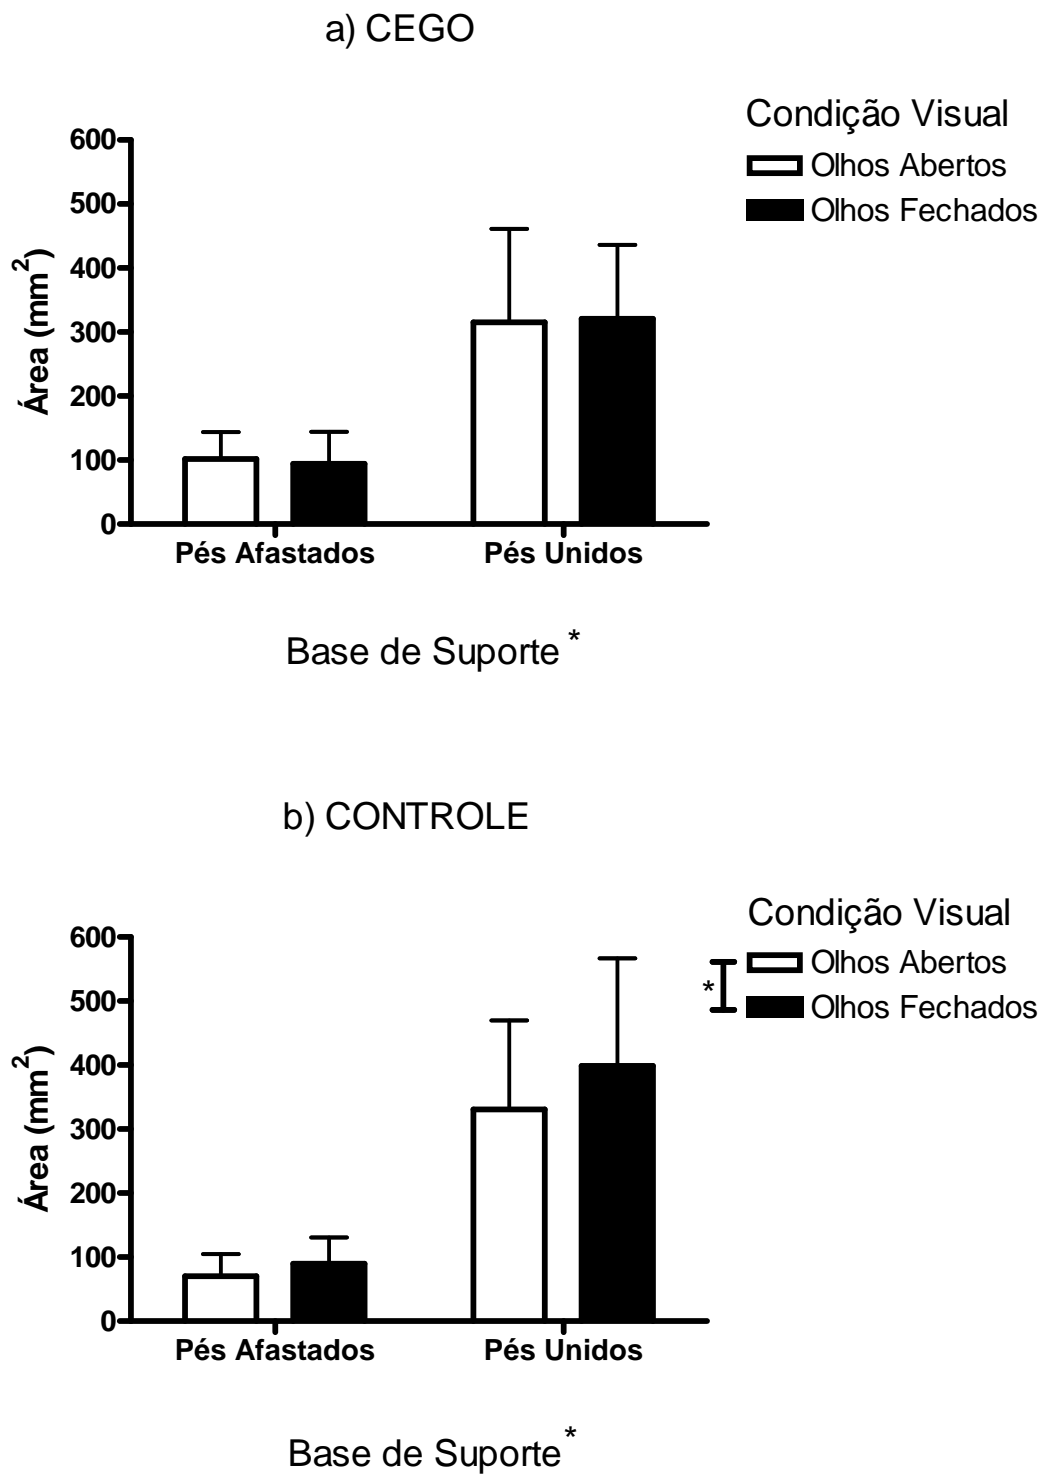 a) CEGO
Condição Visual
Olhos Abertos
Olhos Fechados
Área (mm²)
600
500
400
300
200
100
0
Pés Afastados Pés Unidos
Base de Suporte *
b) CONTROLE
Condição Visual
Olhos Abertos
*
Olhos Fechados
Área (mm²)
600
500
400
300
200
100
0
Pés Afastados Pés Unidos
Base de Suporte *